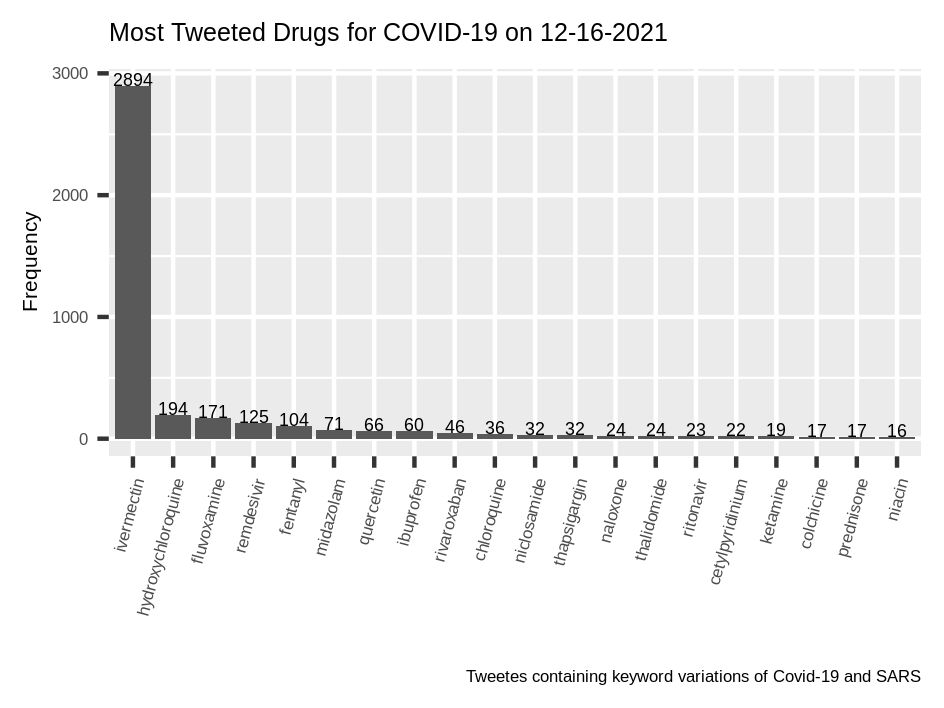 Most Tweeted Drugs for COVID-19 on 12-16-2021
Frequency
3000
2000
1000
0
2894
194
171
125
104
71
66
60
46
36
32
32
24
24
23
22
19
17
17
16
ivermectin
hydroxychloroquine
fluvoxamine
remdesivir
fentanyl
midazolam
quercetin
ibuprofen
rivaroxaban
chloroquine
niclosamide
thapsigargin
naloxone
thalidomide
ritonavir
cetylpyridinium
ketamine
colchicine
prednisone
niacin
Tweetes containing keyword variations of Covid-19 and SARS